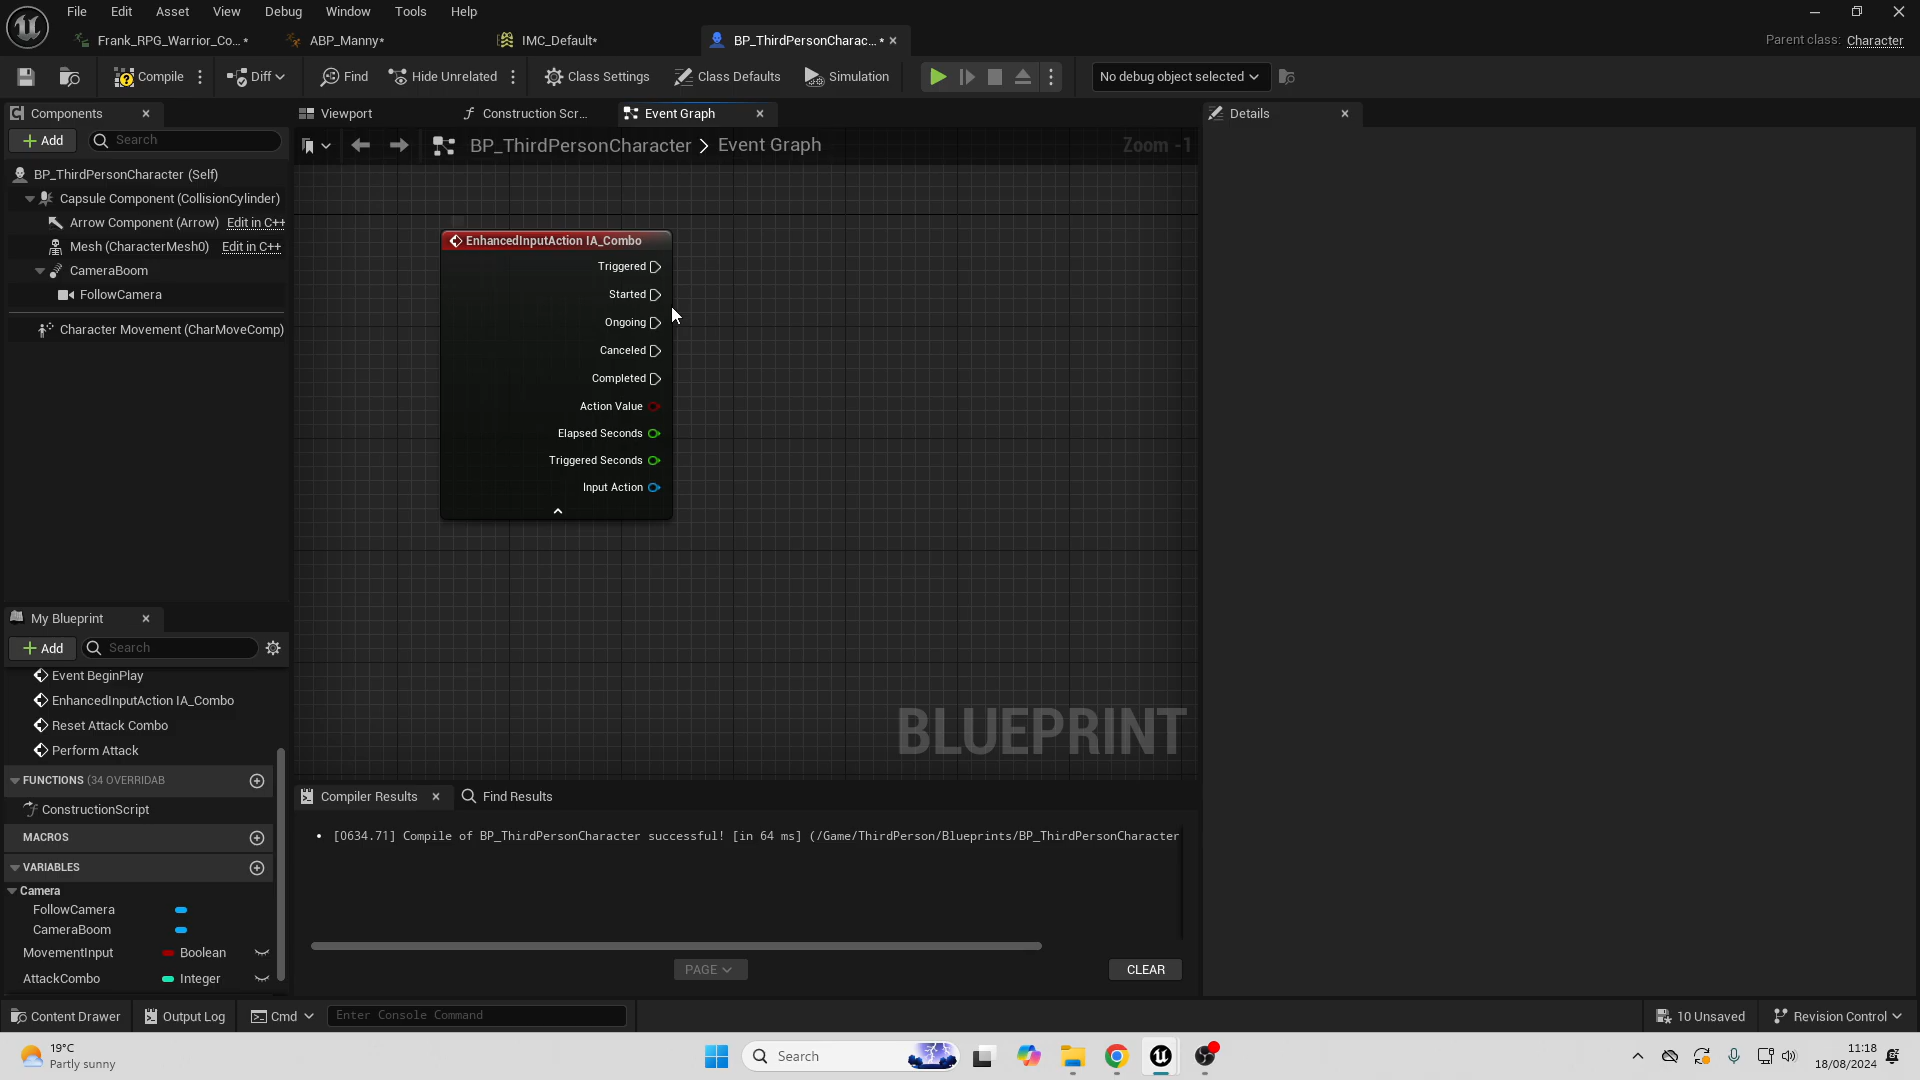 File Edit Asset View Debug Window Tools Help
Frank_RPG_Warrior_Co...* ABP_Manny* IMC_Default* BP_ThirdPersonCharac...* Parent class: Character
Compile Diff Find Hide Unrelated Class Settings Class Defaults Simulation No debug object selected
Components Viewport Construction Scr... Event Graph Details
Add Search BP_ThirdPersonCharacter > Event Graph Zoom -1
BP_ThirdPersonCharacter (Self)
Capsule Component (CollisionCylinder)
Arrow Component (Arrow) Edit in C++
Mesh (CharacterMesh0) Edit in C++
CameraBoom
FollowCamera
Character Movement (CharMoveComp)
EnhancedInputAction IA_Combo
Triggered
Started
Ongoing
Canceled
Completed
Action Value
Elapsed Seconds
Triggered Seconds
Input Action
BLUEPRINT
My Blueprint
Add Search
Event BeginPlay
EnhancedInputAction IA_Combo
Reset Attack Combo
Perform Attack
FUNCTIONS (34 OVERRIDAB
ConstructionScript
MACROS
VARIABLES
Camera
FollowCamera
CameraBoom
MovementInput Boolean
AttackCombo Integer
Compiler Results Find Results
[0634.71] Compile of BP_ThirdPersonCharacter successful! [in 64 ms] (/Game/ThirdPerson/Blueprints/BP_ThirdPersonCharacter
PAGE CLEAR
Content Drawer Output Log Cmd Enter Console Command 10 Unsaved Revision Control
19°C
Partly sunny
Search
11:18
18/08/2024